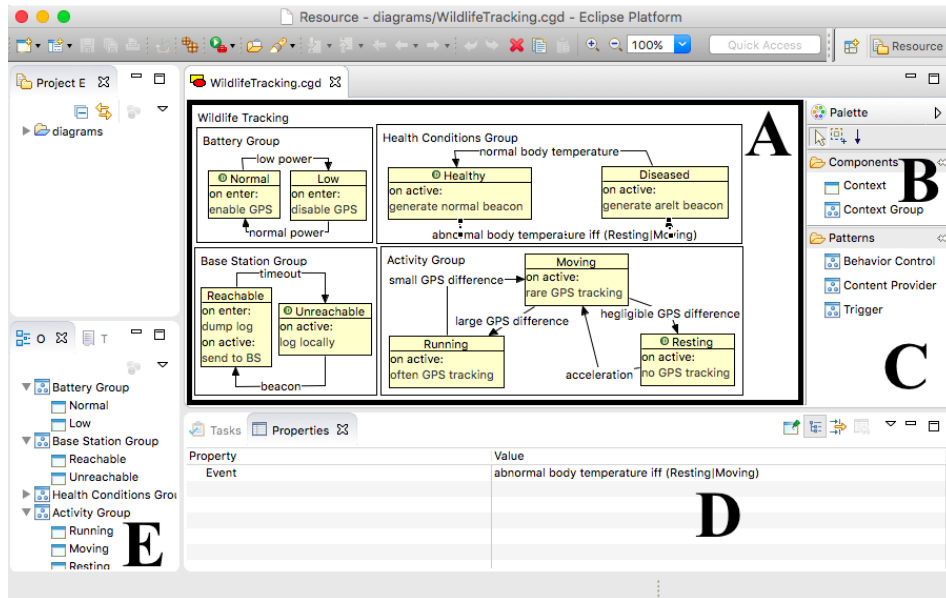 Resource - diagrams/WildlifeTracking.cgd - Eclipse Platform
100%
Quick Access
Resource
Project E
diagrams
WildlifeTracking.cgd
Wildlife Tracking
A
Battery Group
low power
Normal
on enter:
enable GPS
Low
on enter:
disable GPS
normal power
Health Conditions Group
normal body temperature
Healthy
on active:
generate normal beacon
Diseased
on active:
generate arelt beacon
abnormal body temperature iff (Resting|Moving)
Base Station Group
timeout
Reachable
on enter:
dump log
on active:
send to BS
Unreachable
on active:
log locally
beacon
Activity Group
small GPS difference
Moving
on active:
rare GPS tracking
large GPS difference
hegligible GPS difference
Running
on active:
often GPS tracking
acceleration
Resting
on active:
no GPS tracking
Palette
Components
B
Context
Context Group
Patterns
Behavior Control
Content Provider
Trigger
C
O
T
Battery Group
Normal
Low
Base Station Group
Reachable
Unreachable
Health Conditions Grou
Activity Group
Running
Moving
Resting
E
Tasks
Properties
Property Value
Event abnormal body temperature iff (Resting|Moving)
D